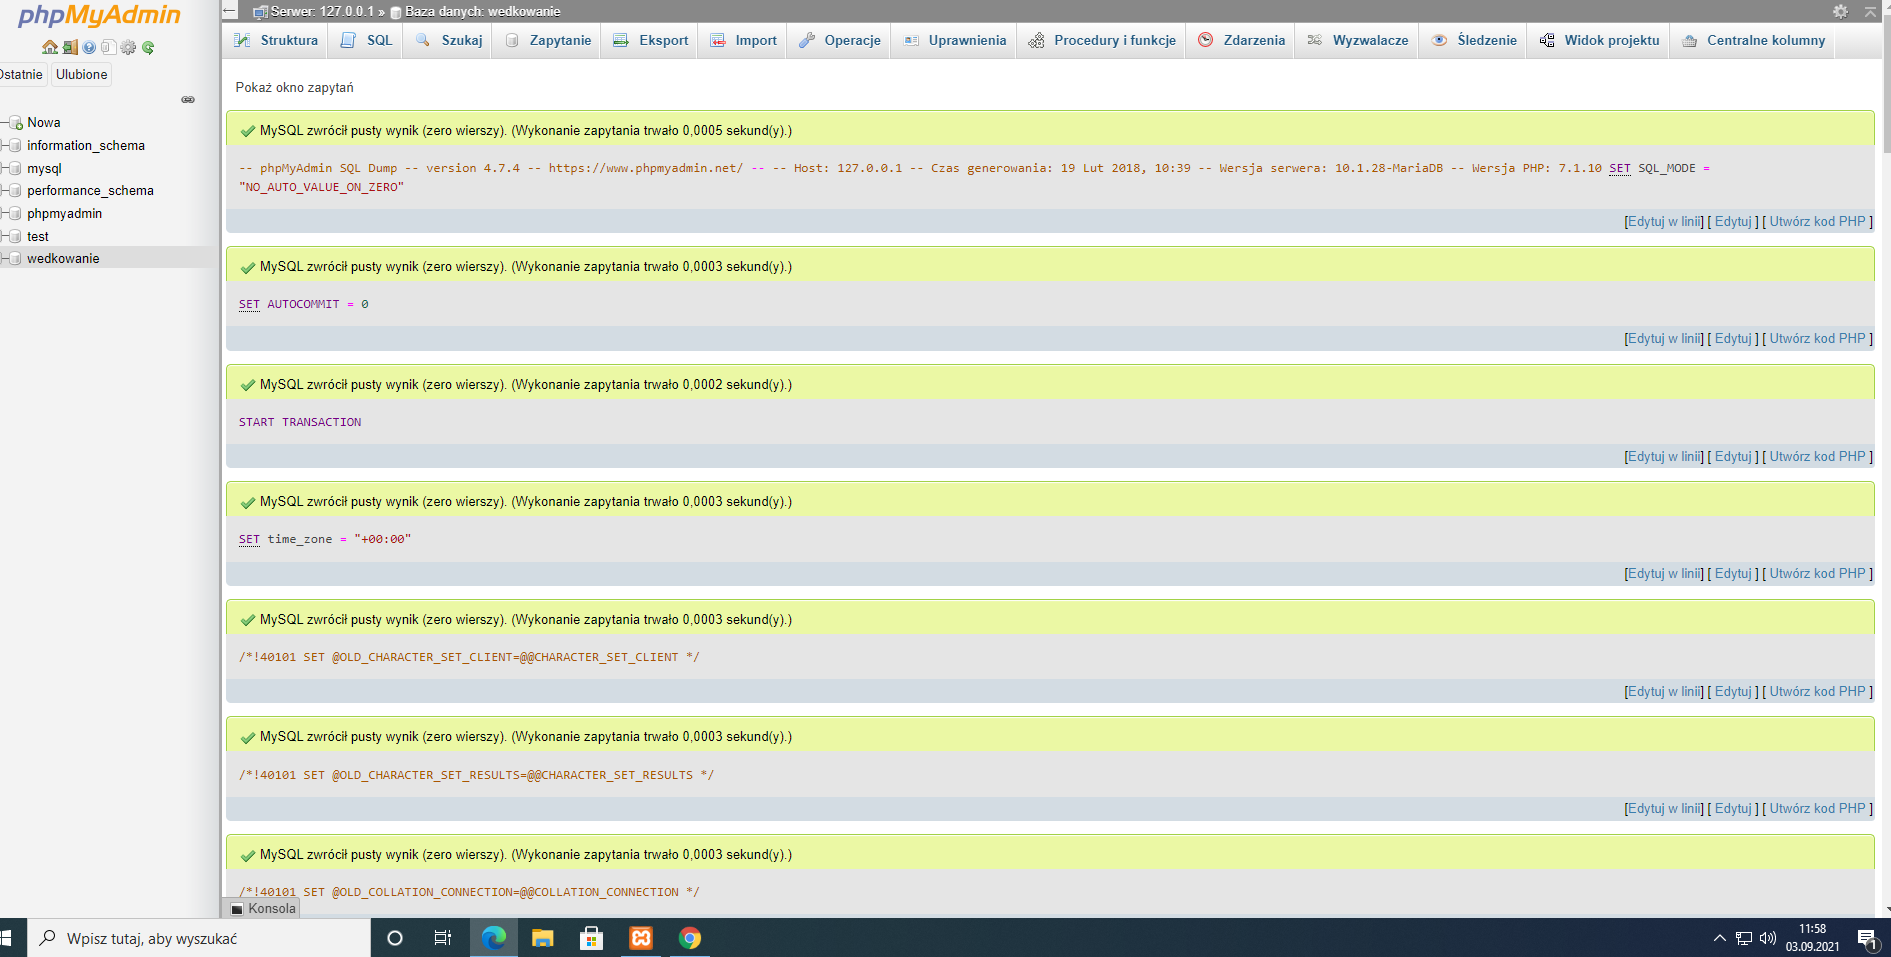 phpMyAdmin
Ostatnie Ulubione
Nowa
information_schema
mysql
performance_schema
phpmyadmin
test
wedkowanie
Serwer: 127.0.0.1 » Baza danych: wedkowanie
Struktura SQL Szukaj Zapytanie Eksport Import Operacje Uprawnienia Procedury i funkcje Zdarzenia Wyzwalacze Śledzenie Widok projektu Centralne kolumny
Pokaż okno zapytań
MySQL zwrócił pusty wynik (zero wierszy). (Wykonanie zapytania trwało 0,0005 sekund(y).)
-- phpMyAdmin SQL Dump -- version 4.7.4 -- https://www.phpmyadmin.net/ -- -- Host: 127.0.0.1 -- Czas generowania: 19 Lut 2018, 10:39 -- Wersja serwera: 10.1.28-MariaDB -- Wersja PHP: 7.1.10 SET SQL_MODE =
"NO_AUTO_VALUE_ON_ZERO"
[Edytuj w linii] [ Edytuj ] [ Utwórz kod PHP ]
MySQL zwrócił pusty wynik (zero wierszy). (Wykonanie zapytania trwało 0,0003 sekund(y).)
SET AUTOCOMMIT = 0
[Edytuj w linii] [ Edytuj ] [ Utwórz kod PHP ]
MySQL zwrócił pusty wynik (zero wierszy). (Wykonanie zapytania trwało 0,0002 sekund(y).)
START TRANSACTION
[Edytuj w linii] [ Edytuj ] [ Utwórz kod PHP ]
MySQL zwrócił pusty wynik (zero wierszy). (Wykonanie zapytania trwało 0,0003 sekund(y).)
SET time_zone = "+00:00"
[Edytuj w linii] [ Edytuj ] [ Utwórz kod PHP ]
MySQL zwrócił pusty wynik (zero wierszy). (Wykonanie zapytania trwało 0,0003 sekund(y).)
/*!40101 SET @OLD_CHARACTER_SET_CLIENT=@@CHARACTER_SET_CLIENT */
[Edytuj w linii] [ Edytuj ] [ Utwórz kod PHP ]
MySQL zwrócił pusty wynik (zero wierszy). (Wykonanie zapytania trwało 0,0003 sekund(y).)
/*!40101 SET @OLD_CHARACTER_SET_RESULTS=@@CHARACTER_SET_RESULTS */
[Edytuj w linii] [ Edytuj ] [ Utwórz kod PHP ]
MySQL zwrócił pusty wynik (zero wierszy). (Wykonanie zapytania trwało 0,0003 sekund(y).)
/*!40101 SET @OLD_COLLATION_CONNECTION=@@COLLATION_CONNECTION */
Konsola
Wpisz tutaj, aby wyszukać
11:58
03.09.2021
1